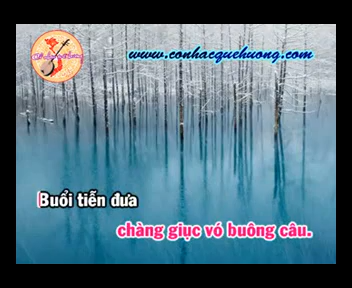 www.conhacquehuong.com
Buổi tiễn đưa
chàng giục vó buông câu.